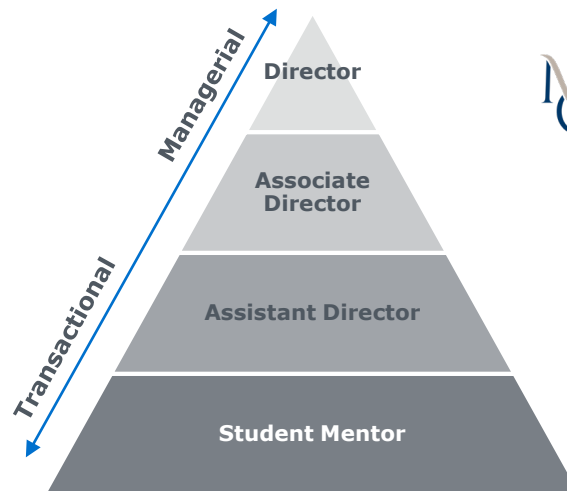 Director
Managerial
Associate
Director
Transactional
Assistant Director
Student Mentor